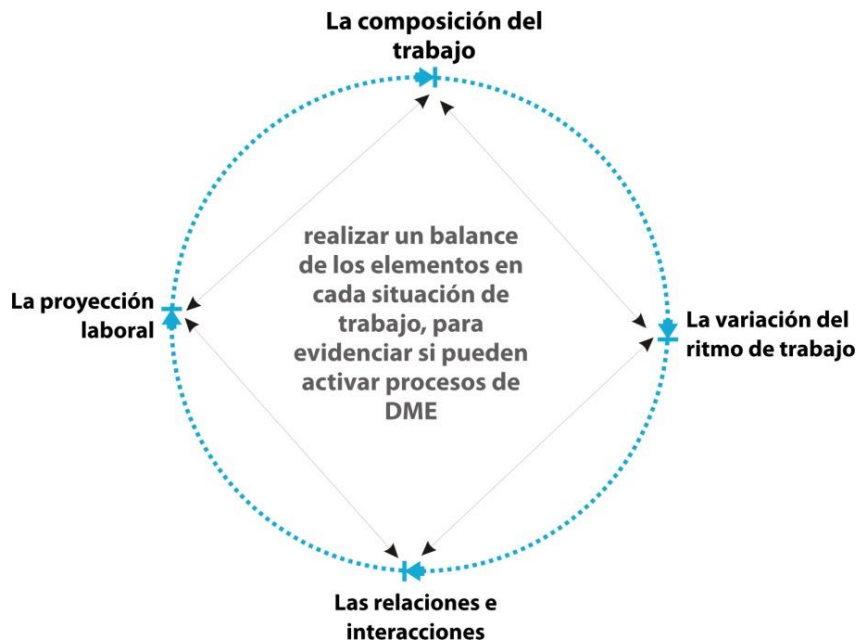 La composición del
trabajo
realizar un balance
de los elementos en
cada situación de
trabajo, para
evidenciar si pueden
activar procesos de
DME
La proyección
laboral
La variación del
ritmo de trabajo
Las relaciones e
interacciones